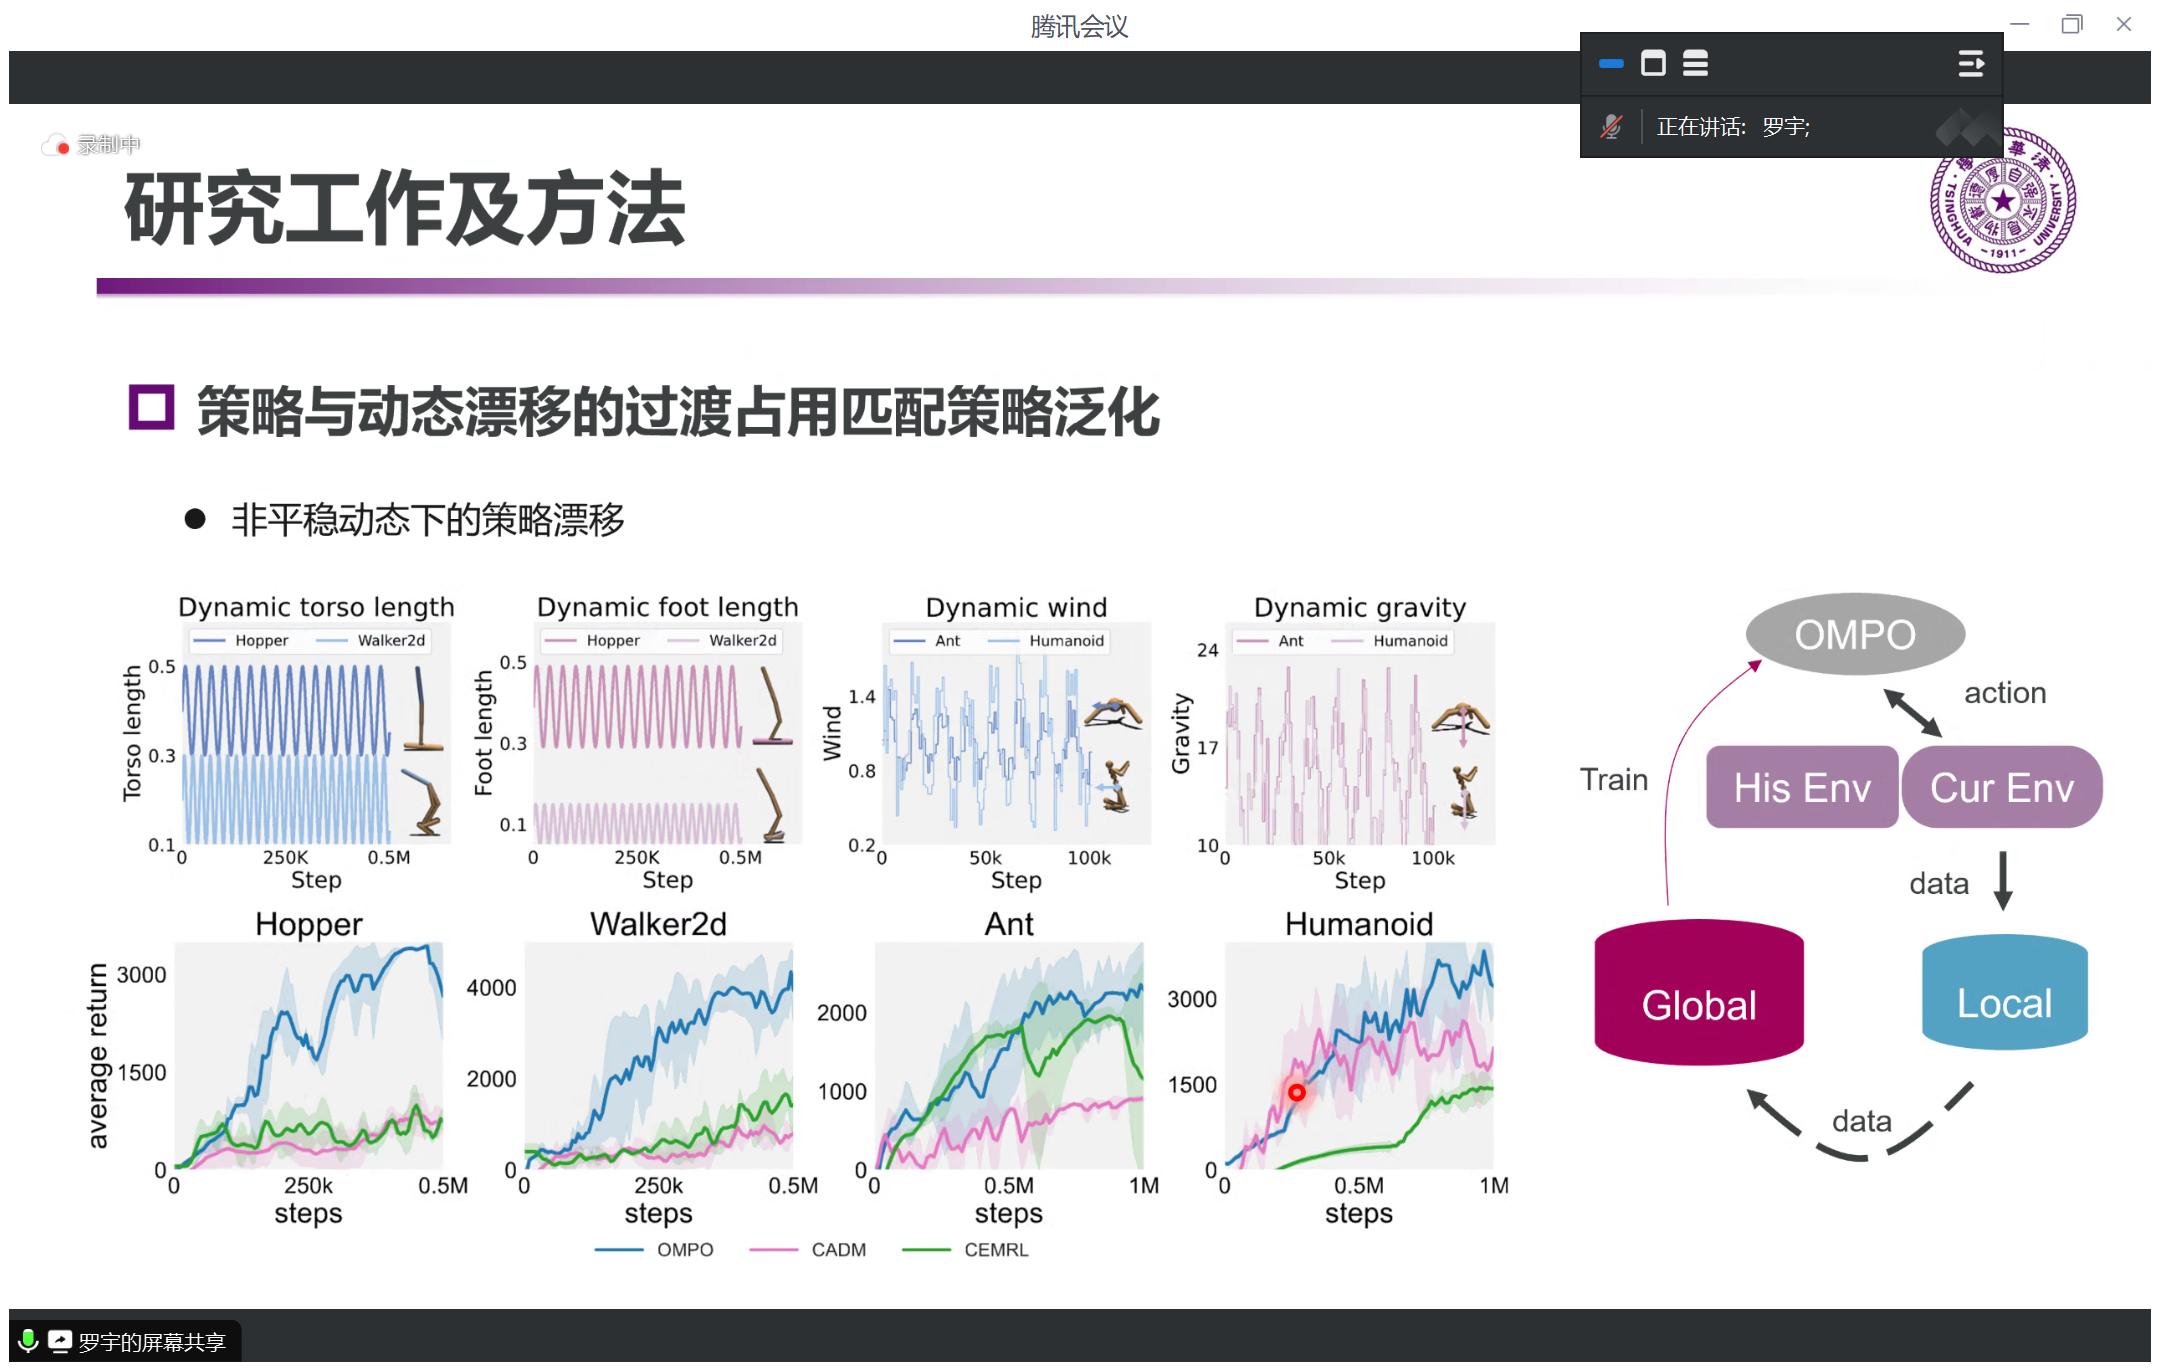 腾讯会议
正在讲话: 罗宇;
录制中
研究工作及方法
TSINGHUA UNIVERSITY
-1911-
策略与动态漂移的过渡占用匹配策略泛化
非平稳动态下的策略漂移
Dynamic torso length
Hopper Walker2d
Torso length
0.5
0.3
0.1
0 250K 0.5M
Step
Dynamic foot length
Hopper Walker2d
Foot length
0.5
0.3
0.1
0 250K 0.5M
Step
Dynamic wind
Ant Humanoid
Wind
1.4
0.8
0.2
0 50k 100k
Step
Dynamic gravity
Ant Humanoid
Gravity
24
17
10
0 50k 100k
Step
Hopper
average return
3000
1500
0
0 250k 0.5M
steps
Walker2d
4000
2000
0
0 250k 0.5M
steps
Ant
2000
1000
0
0 0.5M 1M
steps
Humanoid
3000
1500
0
0 0.5M 1M
steps
OMPO CADM CEMRL
OMPO
action
Train
His Env
Cur Env
data
Global
Local
data
罗宇的屏幕共享